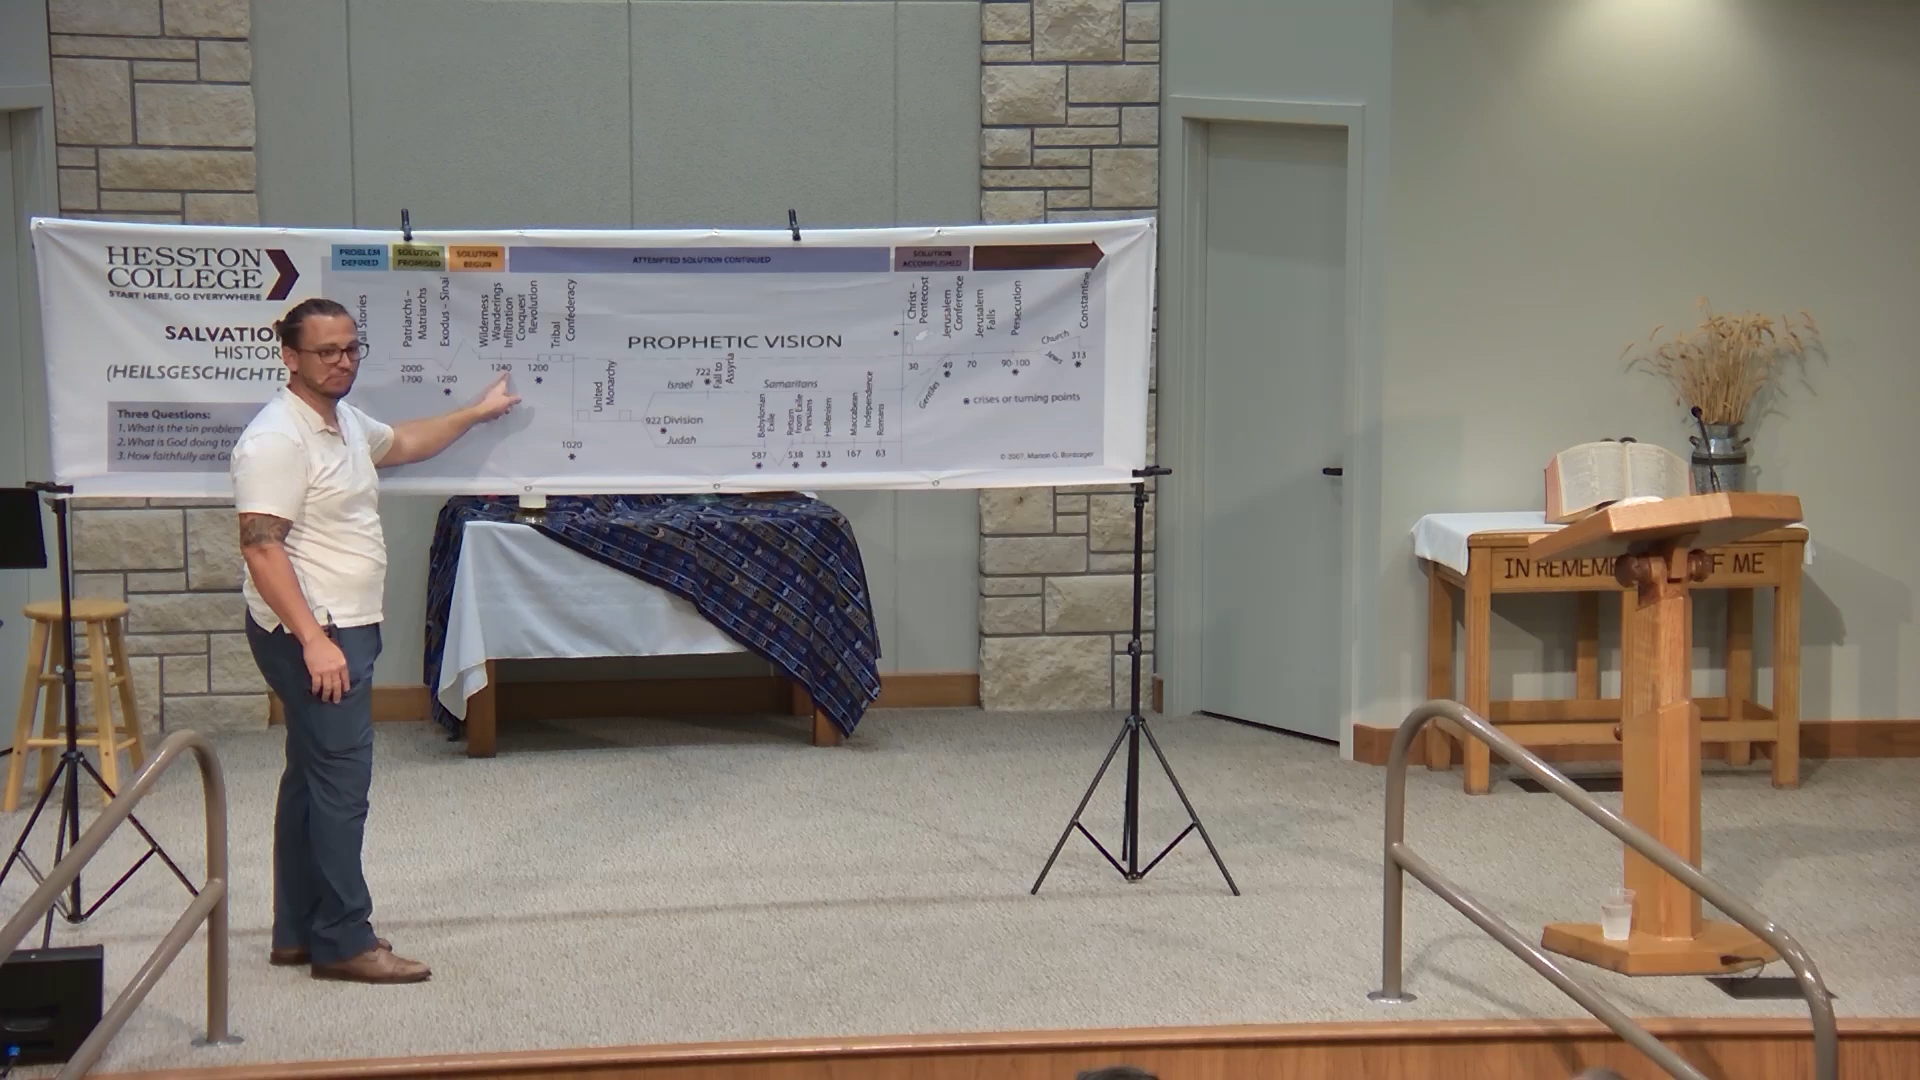 HESSTON
COLLEGE
START HERE, GO EVERYWHERE
SALVATION
HISTOR
(HEILSGESCHICHTE
Three Questions:
1. What is the sin problem
2. What is God doing to
3. How faithfully are Go
PROBLEM
DEFINED
SOLUTION
PROMISED
SOLUTION
BEGUN
ATTEMPTED SOLUTION CONTINUED
SOLUTION
ACCOMPLISHED
Stories
Patriarchs –
Matriarchs
Exodus – Sinai
Wilderness
Wanderings
Infiltration
Conquest
Revolution
Tribal
Confederacy
2000-
1700
1280
1240
1200
1020
United
Monarchy
PROPHETIC VISION
922 Division
Israel
Judah
722
Fall to
Assyria
Samaritans
Babylonian
Exile
Return
from Exile
Persians
Hellenism
Maccabean
Independence
Romans
587
538
333
167
63
Christ –
Pentecost
Jerusalem
Conference
Jerusalem
Falls
Persecution
Constantine
Church
Jews
Gentiles
30
49
70
90-100
313
crises or turning points
© 2007, Marion G. Bontrager
IN REMEM F ME